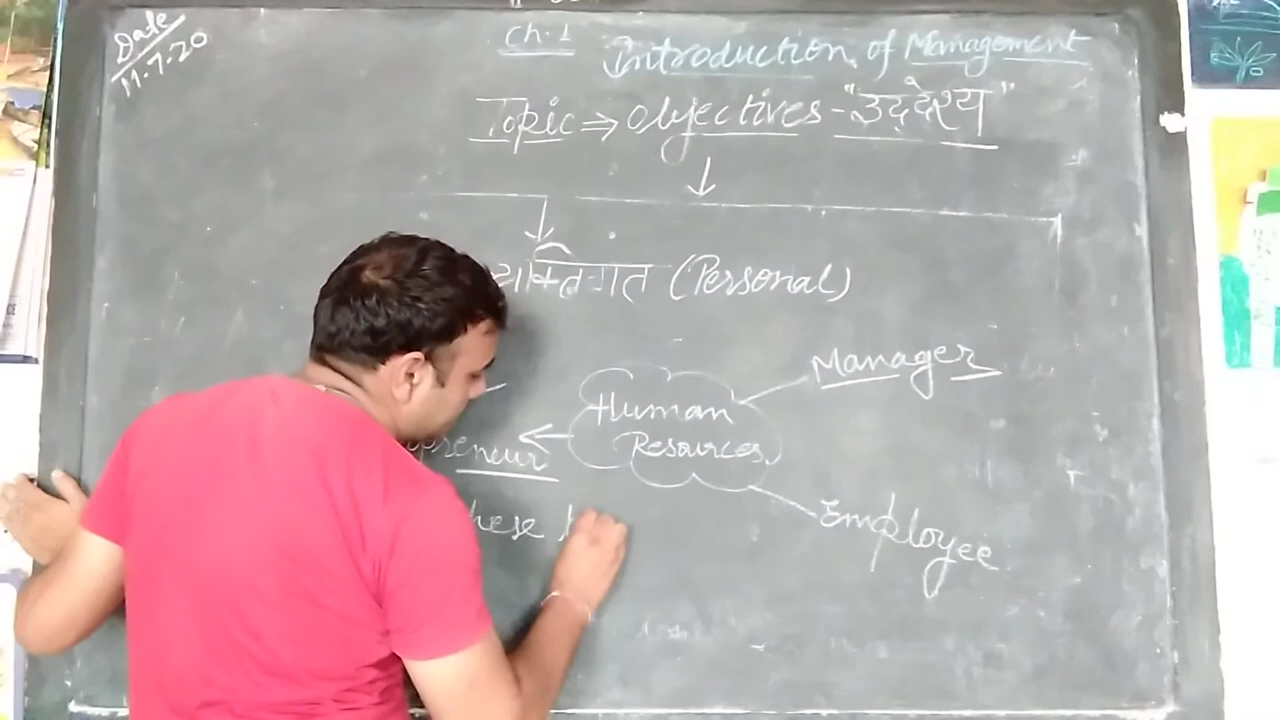 Date
11.7.20
Ch. 1 Introduction of Management
Topic ⇒ Objectives - "उद्देश्य"
(Personal)
Manager
Human
Resources
Employee